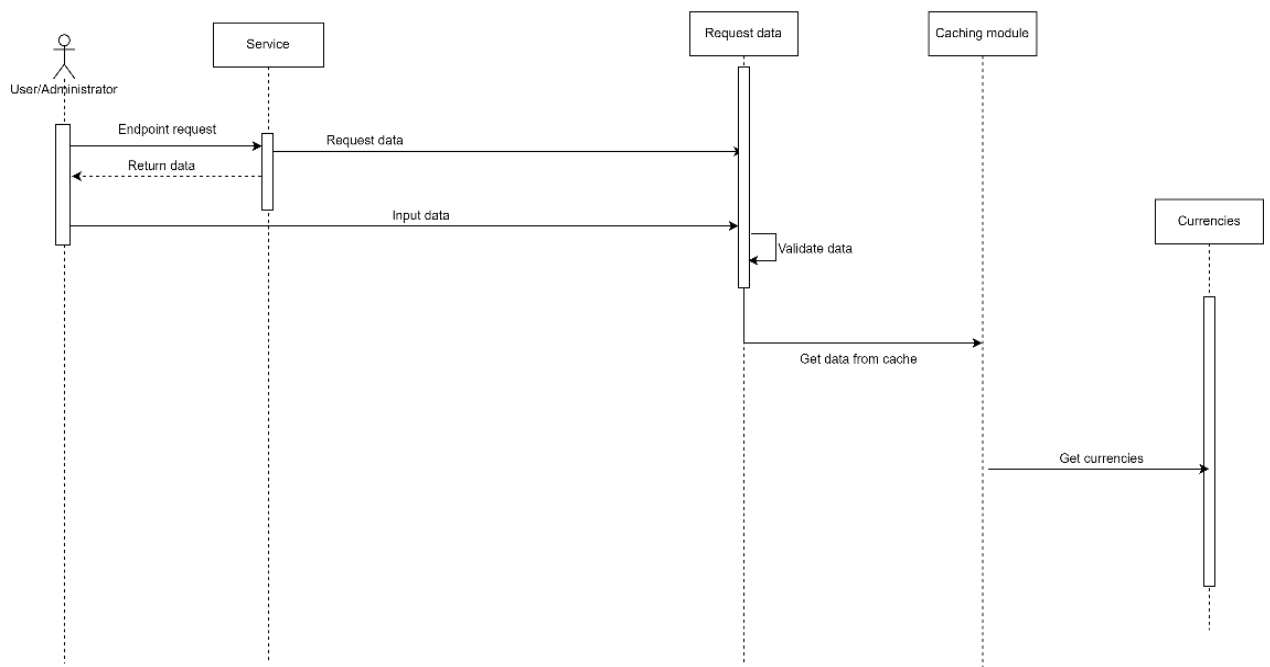 Service
Request data
Caching module
User/Administrator
Endpoint request
Request data
Return data
Input data
Currencies
Validate data
Get data from cache
Get currencies